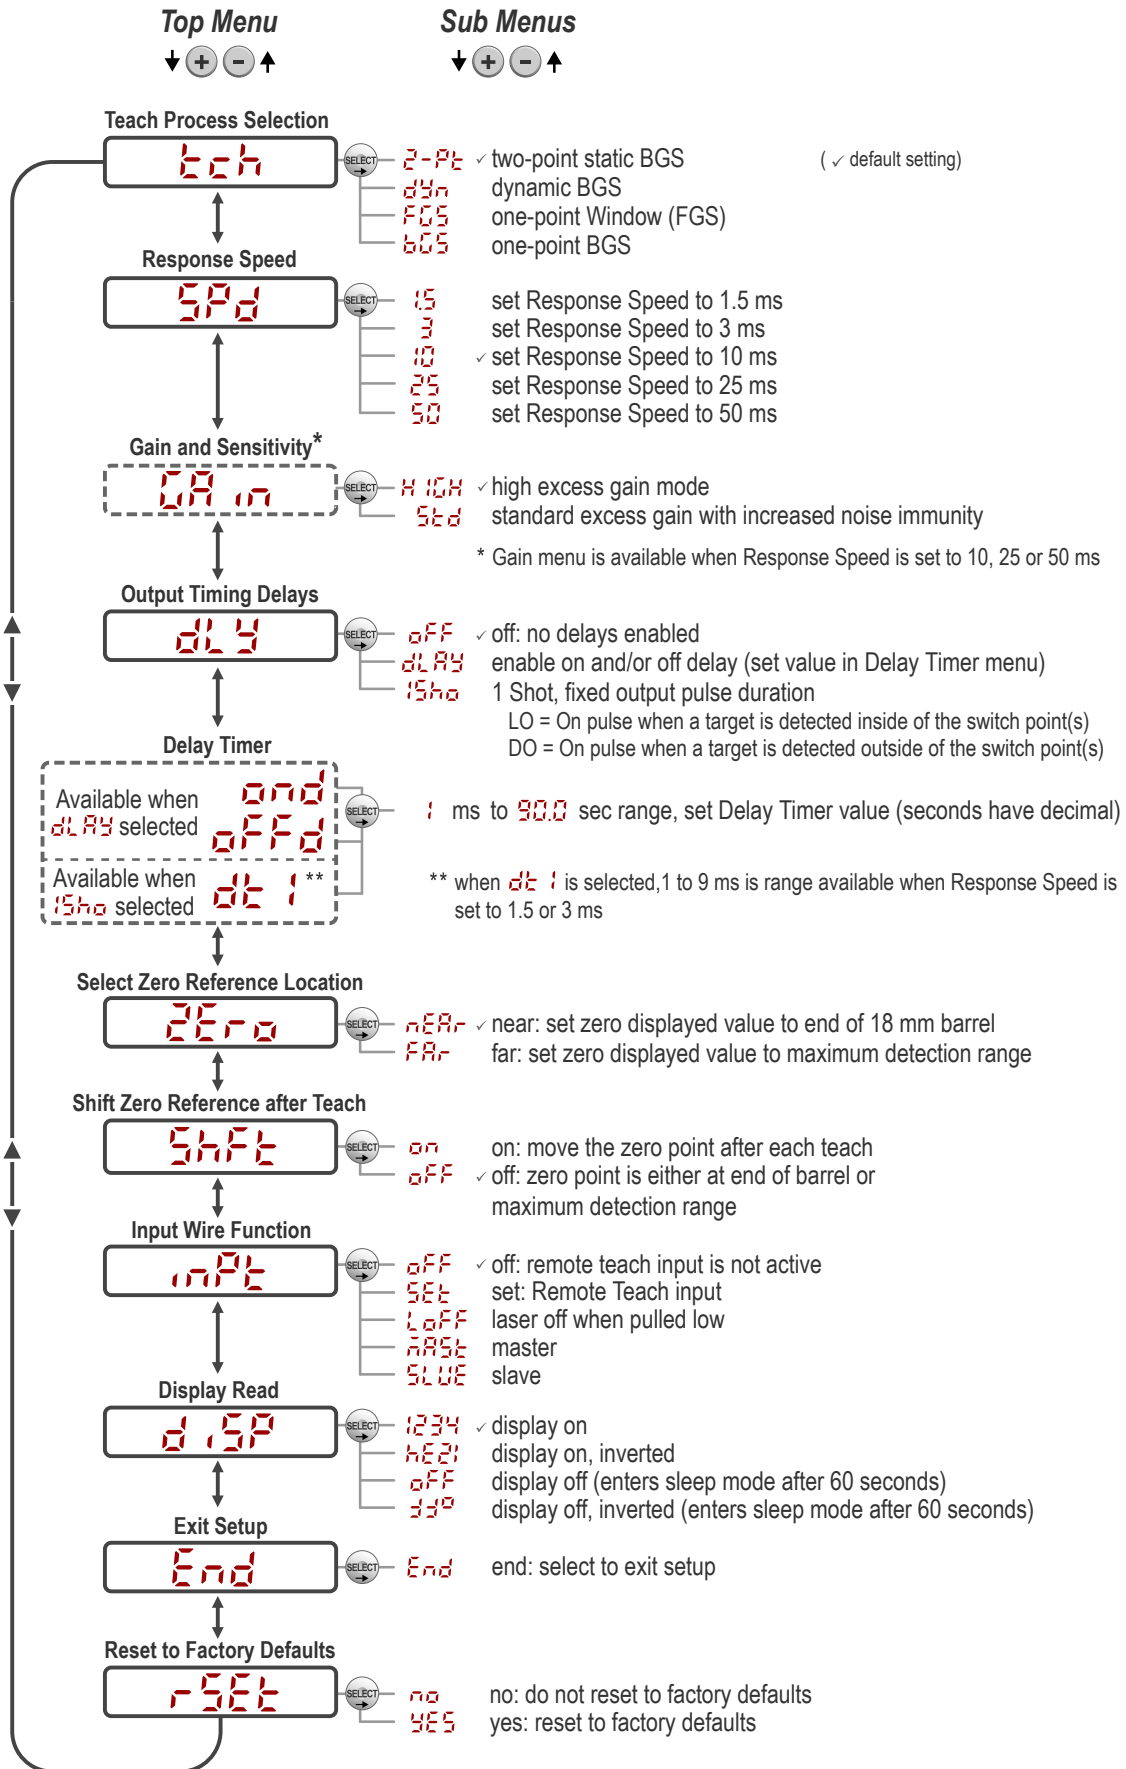 Top Menu
Sub Menus
+ -
+ -
Teach Process Selection
tch
SELECT
2-Pt ✓ two-point static BGS
( ✓ default setting)
dYn dynamic BGS
FGS one-point Window (FGS)
bGS one-point BGS
Response Speed
SPd
SELECT
1.5 set Response Speed to 1.5 ms
3 set Response Speed to 3 ms
10 ✓ set Response Speed to 10 ms
25 set Response Speed to 25 ms
50 set Response Speed to 50 ms
Gain and Sensitivity*
GAin
SELECT
HIGH ✓ high excess gain mode
Std standard excess gain with increased noise immunity
* Gain menu is available when Response Speed is set to 10, 25 or 50 ms
Output Timing Delays
dLY
SELECT
oFF ✓ off: no delays enabled
dLAY enable on and/or off delay (set value in Delay Timer menu)
1Sho 1 Shot, fixed output pulse duration
LO = On pulse when a target is detected inside of the switch point(s)
DO = On pulse when a target is detected outside of the switch point(s)
Delay Timer
Available when
dLAY selected
ond
oFFd
SELECT
1 ms to 90.0 sec range, set Delay Timer value (seconds have decimal)
Available when
1Sho selected
dt 1 **
** when dt 1 is selected,1 to 9 ms is range available when Response Speed is
set to 1.5 or 3 ms
Select Zero Reference Location
ZEro
SELECT
nEAr ✓ near: set zero displayed value to end of 18 mm barrel
FAr far: set zero displayed value to maximum detection range
Shift Zero Reference after Teach
ShFt
SELECT
on on: move the zero point after each teach
oFF ✓ off: zero point is either at end of barrel or
maximum detection range
Input Wire Function
inPt
SELECT
oFF ✓ off: remote teach input is not active
SEt set: Remote Teach input
LoFF laser off when pulled low
mASt master
SLVE slave
Display Read
diSP
SELECT
1234 ✓ display on
hE21 display on, inverted
oFF display off (enters sleep mode after 60 seconds)
display off, inverted (enters sleep mode after 60 seconds)
Exit Setup
End
SELECT
End end: select to exit setup
Reset to Factory Defaults
rSEt
SELECT
no no: do not reset to factory defaults
YES yes: reset to factory defaults